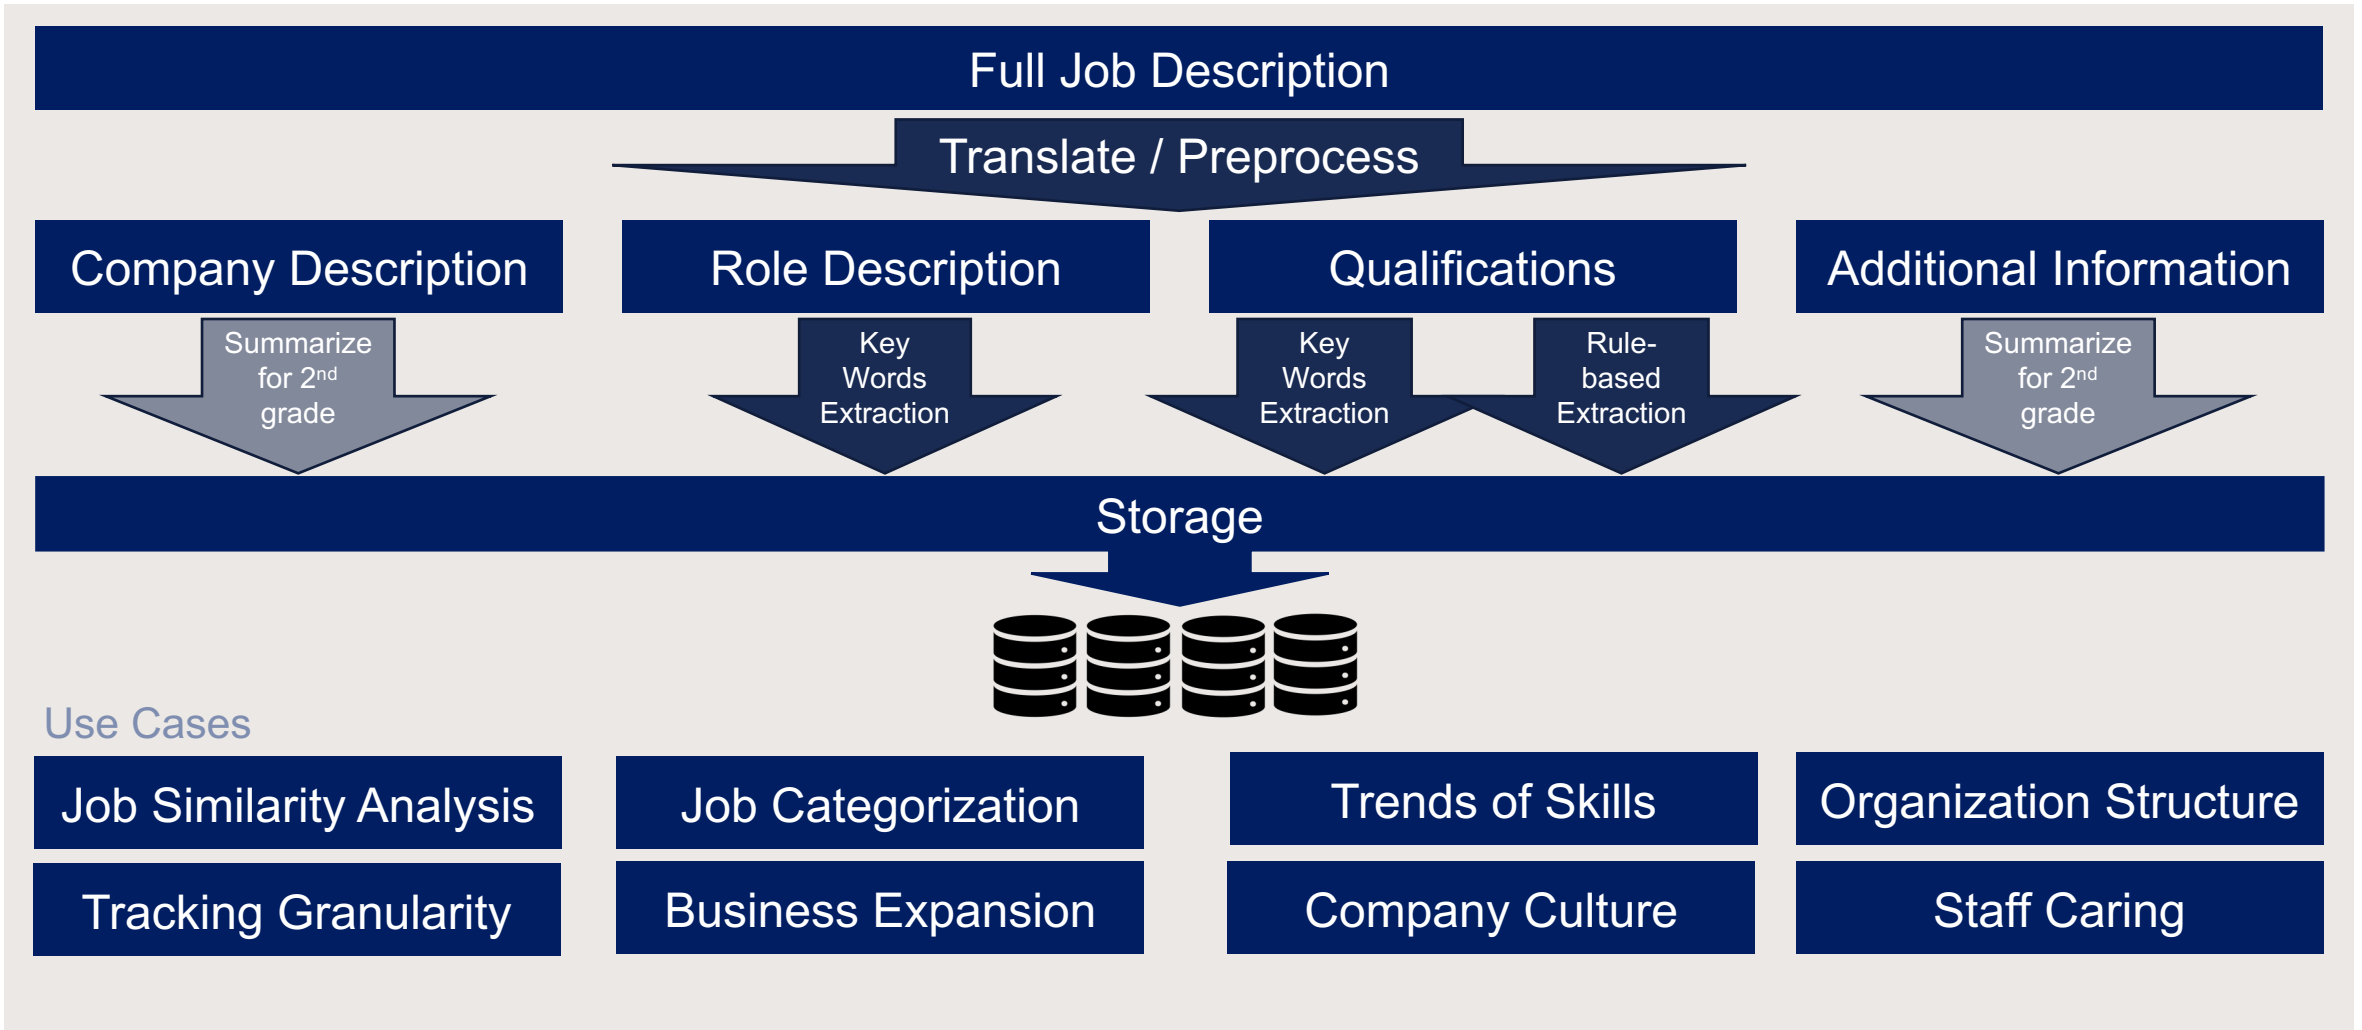 Full Job Description
Translate / Preprocess
Company Description
Role Description
Qualifications
Additional Information
Summarize
for 2nd
grade
Key
Words
Extraction
Key
Words
Extraction
Rule-
based
Extraction
Summarize
for 2nd
grade
Storage
Use Cases
Job Similarity Analysis
Job Categorization
Trends of Skills
Organization Structure
Tracking Granularity
Business Expansion
Company Culture
Staff Caring